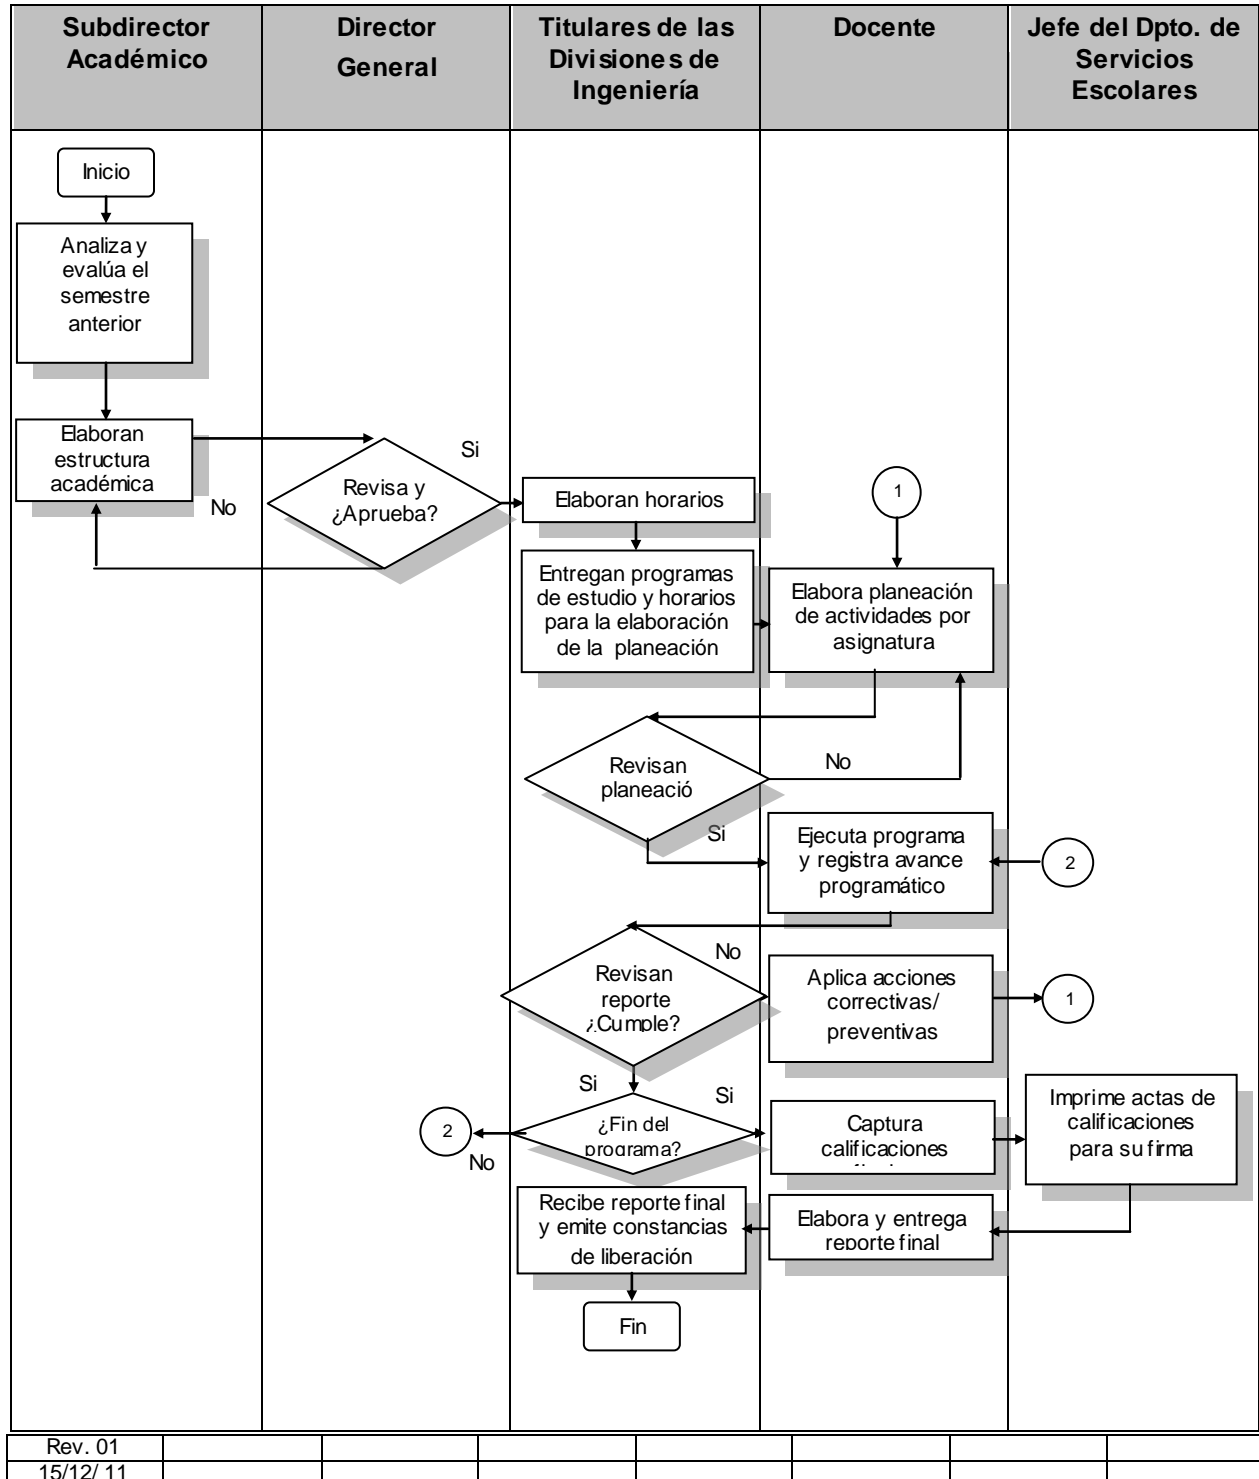 Subdirector
Académico
Director
General
Titulares de las
Divisiones de
Ingeniería
Docente
Jefe del Dpto. de
Servicios
Escolares
Inicio
Analiza y
evalúa el
semestre
anterior
Elaboran
estructura
académica
No
Revisa y
¿Aprueba?
Si
Elaboran horarios
1
Entregan programas
de estudio y horarios
para la elaboración
de la planeación
Elabora planeación
de actividades por
asignatura
Revisan
planeació
No
Si
Ejecuta programa
y registra avance
programático
2
Revisan
reporte
¿Cumple?
No
Aplica acciones
correctivas/
preventivas
1
Si
¿Fin del
programa?
Si
2
No
Captura
calificaciones
Imprime actas de
calificaciones
para su firma
Recibe reporte final
y emite constancias
de liberación
Elabora y entrega
reporte final
Fin
Rev. 01
15/12/ 11